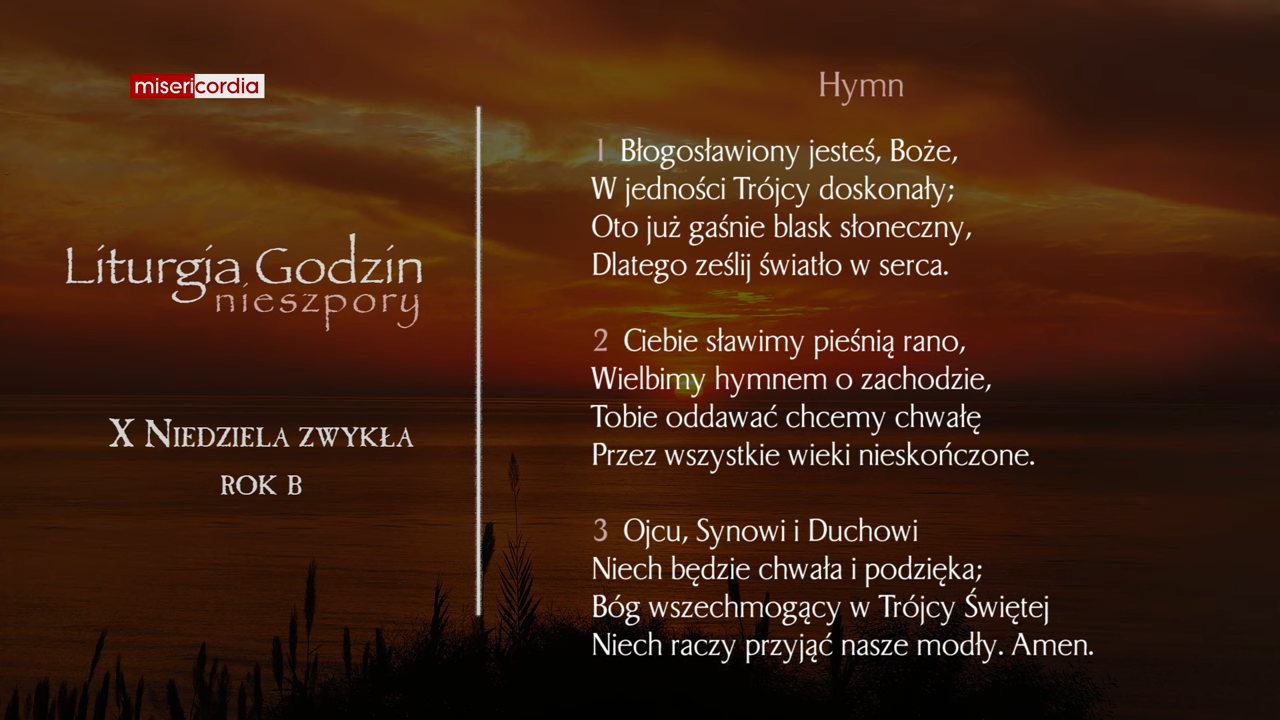 misericordia
Liturgia Godzin
nieszpory
X Niedziela zwykła
rok B
Hymn
1 Błogosławiony jesteś, Boże,
W jedności Trójcy doskonały;
Oto już gaśnie blask słoneczny,
Dlatego ześlij światło w serca.
2 Ciebie sławimy pieśnią rano,
Wielbimy hymnem o zachodzie,
Tobie oddawać chcemy chwałę
Przez wszystkie wieki nieskończone.
3 Ojcu, Synowi i Duchowi
Niech będzie chwała i podzięka;
Bóg wszechmogący w Trójcy Świętej
Niech raczy przyjąć nasze modły. Amen.